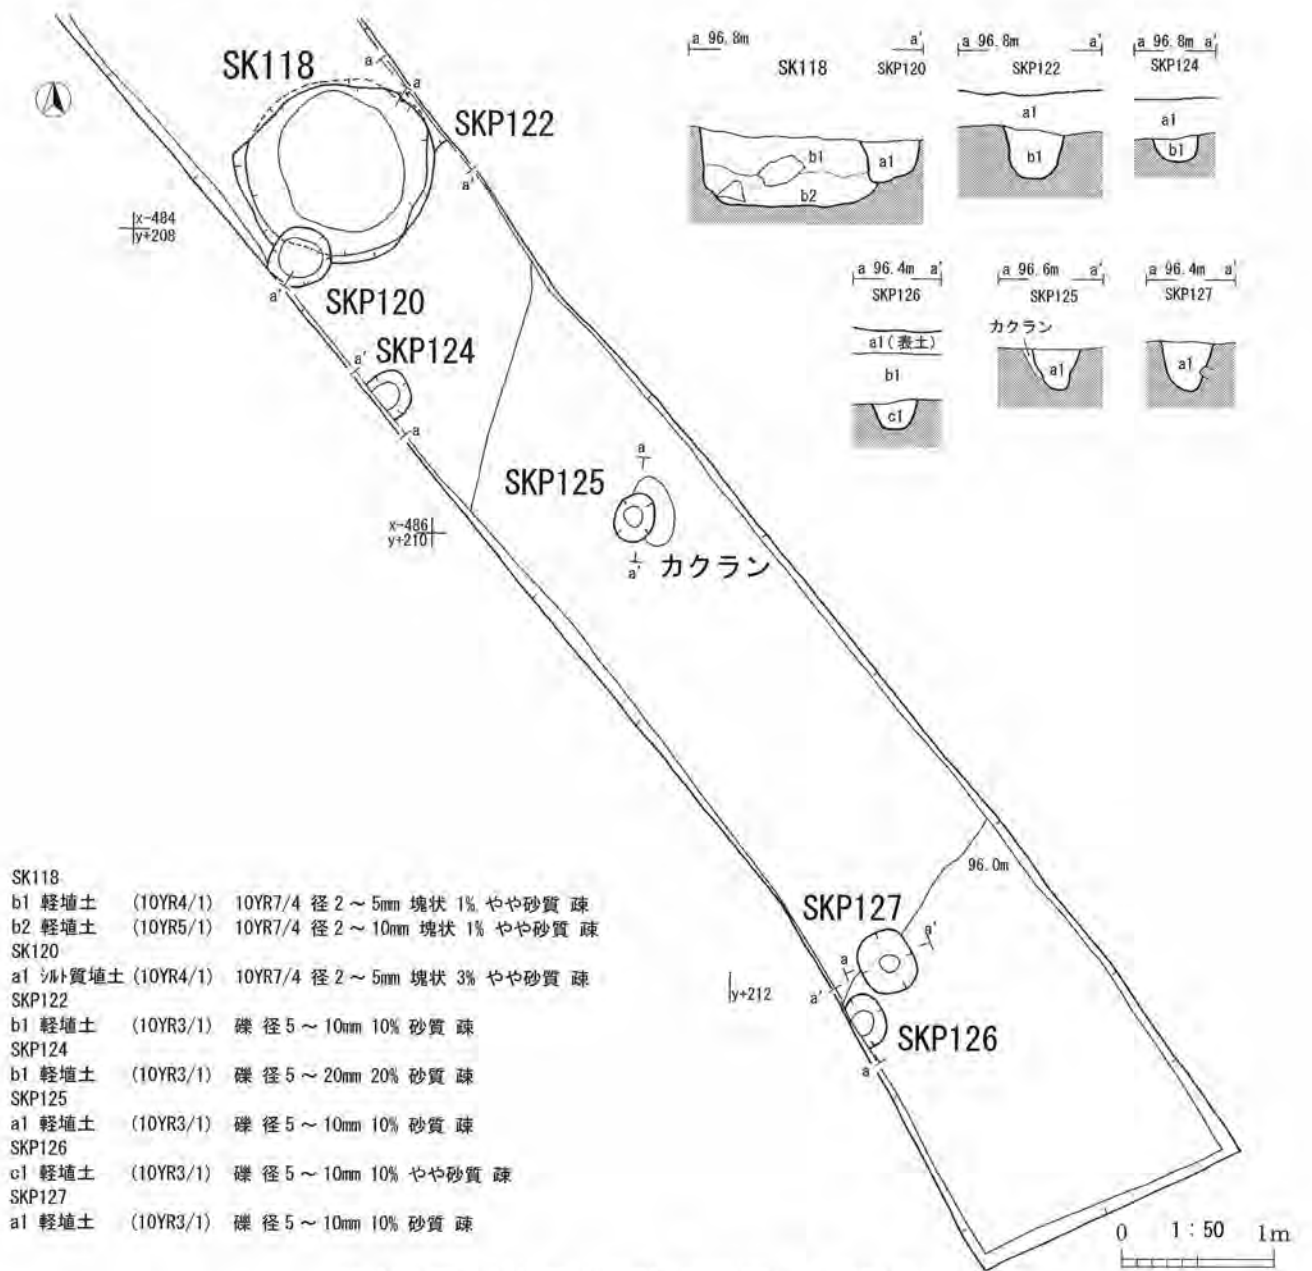 SK118
SKP122
a
a
a'
x-484
y+208
a'
SKP120
a'
SKP124
a
x-486
y+210
SKP125
a
a'
カクラン
96.0m
SKP127
a'
a
y+212
a'
SKP126
a
a 96.8m a'
SK118 SKP120
b1 a1
b2
a 96.8m a'
SKP122
a1
b1
a 96.8m a'
SKP124
a1
b1
a 96.4m a'
SKP126
a1(表土)
b1
c1
a 96.6m a'
SKP125
カクラン
a1
a 96.4m a'
SKP127
a1
SK118
b1 軽埴土 (10YR4/1) 10YR7/4 径2~5mm 塊状 1% やや砂質 疎
b2 軽埴土 (10YR5/1) 10YR7/4 径2~10mm 塊状 1% やや砂質 疎
SK120
a1 シルト質埴土 (10YR4/1) 10YR7/4 径2~5mm 塊状 3% やや砂質 疎
SKP122
b1 軽埴土 (10YR3/1) 礫 径5~10mm 10% 砂質 疎
SKP124
b1 軽埴土 (10YR3/1) 礫 径5~20mm 20% 砂質 疎
SKP125
a1 軽埴土 (10YR3/1) 礫 径5~10mm 10% 砂質 疎
SKP126
c1 軽埴土 (10YR3/1) 礫 径5~10mm 10% やや砂質 疎
SKP127
a1 軽埴土 (10YR3/1) 礫 径5~10mm 10% 砂質 疎
0 1:50 1m